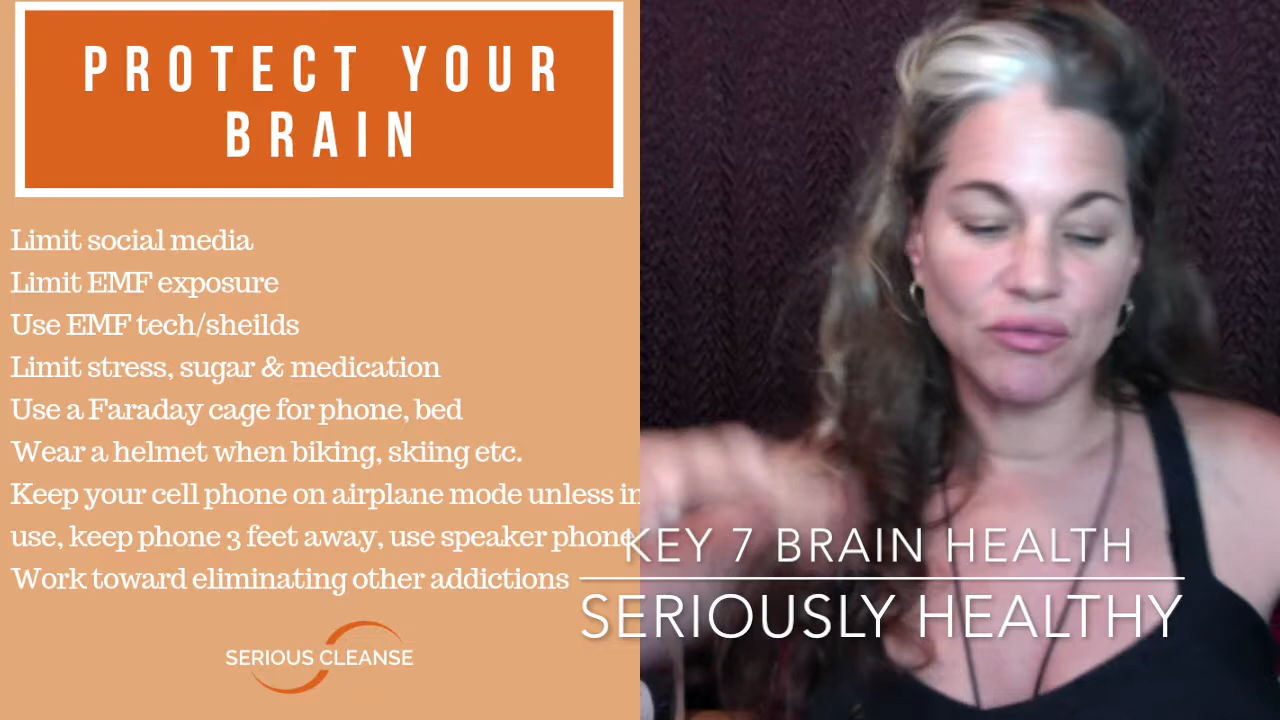 PROTECT YOUR
BRAIN
Limit social media
Limit EMF exposure
Use EMF tech/sheilds
Limit stress, sugar & medication
Use a Faraday cage for phone, bed
Wear a helmet when biking, skiing etc.
Keep your cell phone on airplane mode unless in
use, keep phone 3 feet away, use speaker phone
Work toward eliminating other addictions
SERIOUS CLEANSE
KEY 7 BRAIN HEALTH
SERIOUSLY HEALTHY